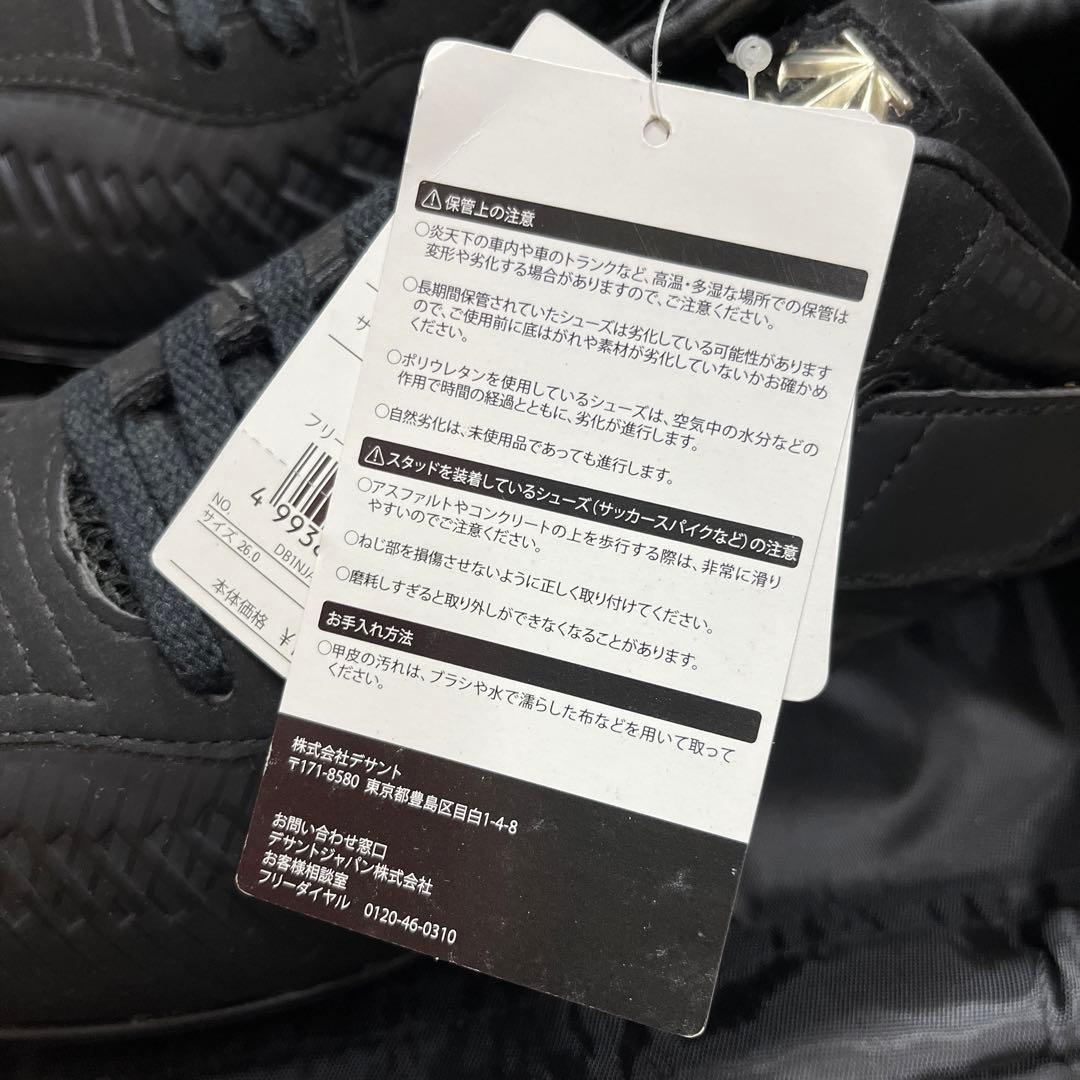 ⚠保管上の注意
○炎天下の車内や車のトランクなど、高温・多湿な場所での保管は
変形や劣化する場合がありますので、ご注意ください。
○長期間保管されていたシューズは劣化している可能性があります
ので、ご使用前に底はがれや素材が劣化していないかお確かめ
ください。
○ポリウレタンを使用しているシューズは、空気中の水分などの
作用で時間の経過とともに、劣化が進行します。
○自然劣化は、未使用品であっても進行します。
⚠スタッドを装着しているシューズ(サッカースパイクなど)の注意
○アスファルトやコンクリートの上を歩行する際は、非常に滑り
やすいのでご注意ください。
○ねじ部を損傷させないように正しく取り付けてください。
○磨耗しすぎると取り外しができなくなることがあります。
お手入れ方法
○甲皮の汚れは、ブラシや水で濡らした布などを用いて取って
ください。
株式会社デサント
〒171-8580 東京都豊島区目白1-4-8
お問い合わせ窓口
デサントジャパン株式会社
お客様相談室
フリーダイヤル 0120-46-0310
サ
フリー
4 9938
NO. DB1NJA
サイズ 26.0
本体価格 ¥